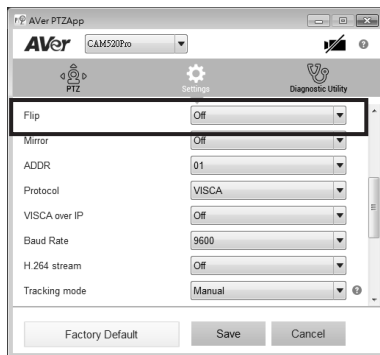 AVer PTZApp
AVer CAM520Pro ?
PTZ Settings Diagnostic Utility
Flip Off
Mirror Off
ADDR 01
Protocol VISCA
VISCA over IP Off
Baud Rate 9600
H.264 stream Off
Tracking mode Manual ?
Factory Default Save Cancel